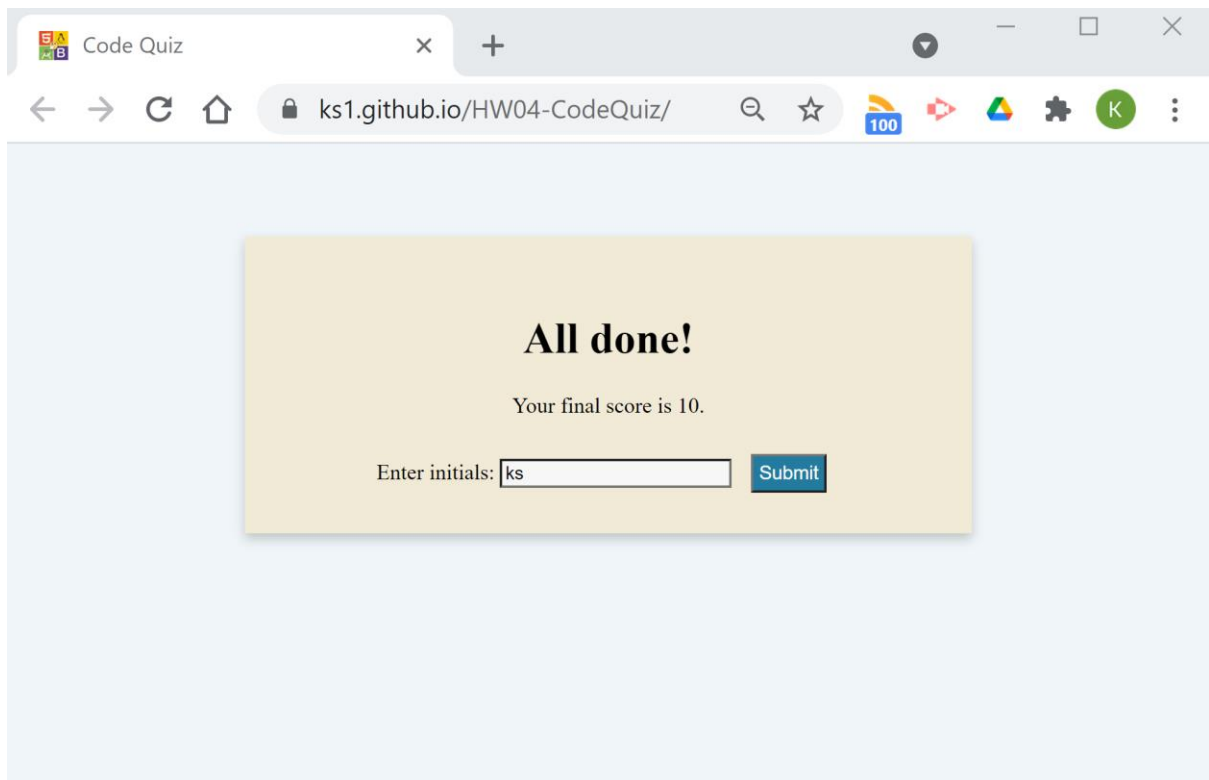 Code Quiz
ks1.github.io/HW04-CodeQuiz/
100
K
All done!
Your final score is 10.
Enter initials: ks Submit